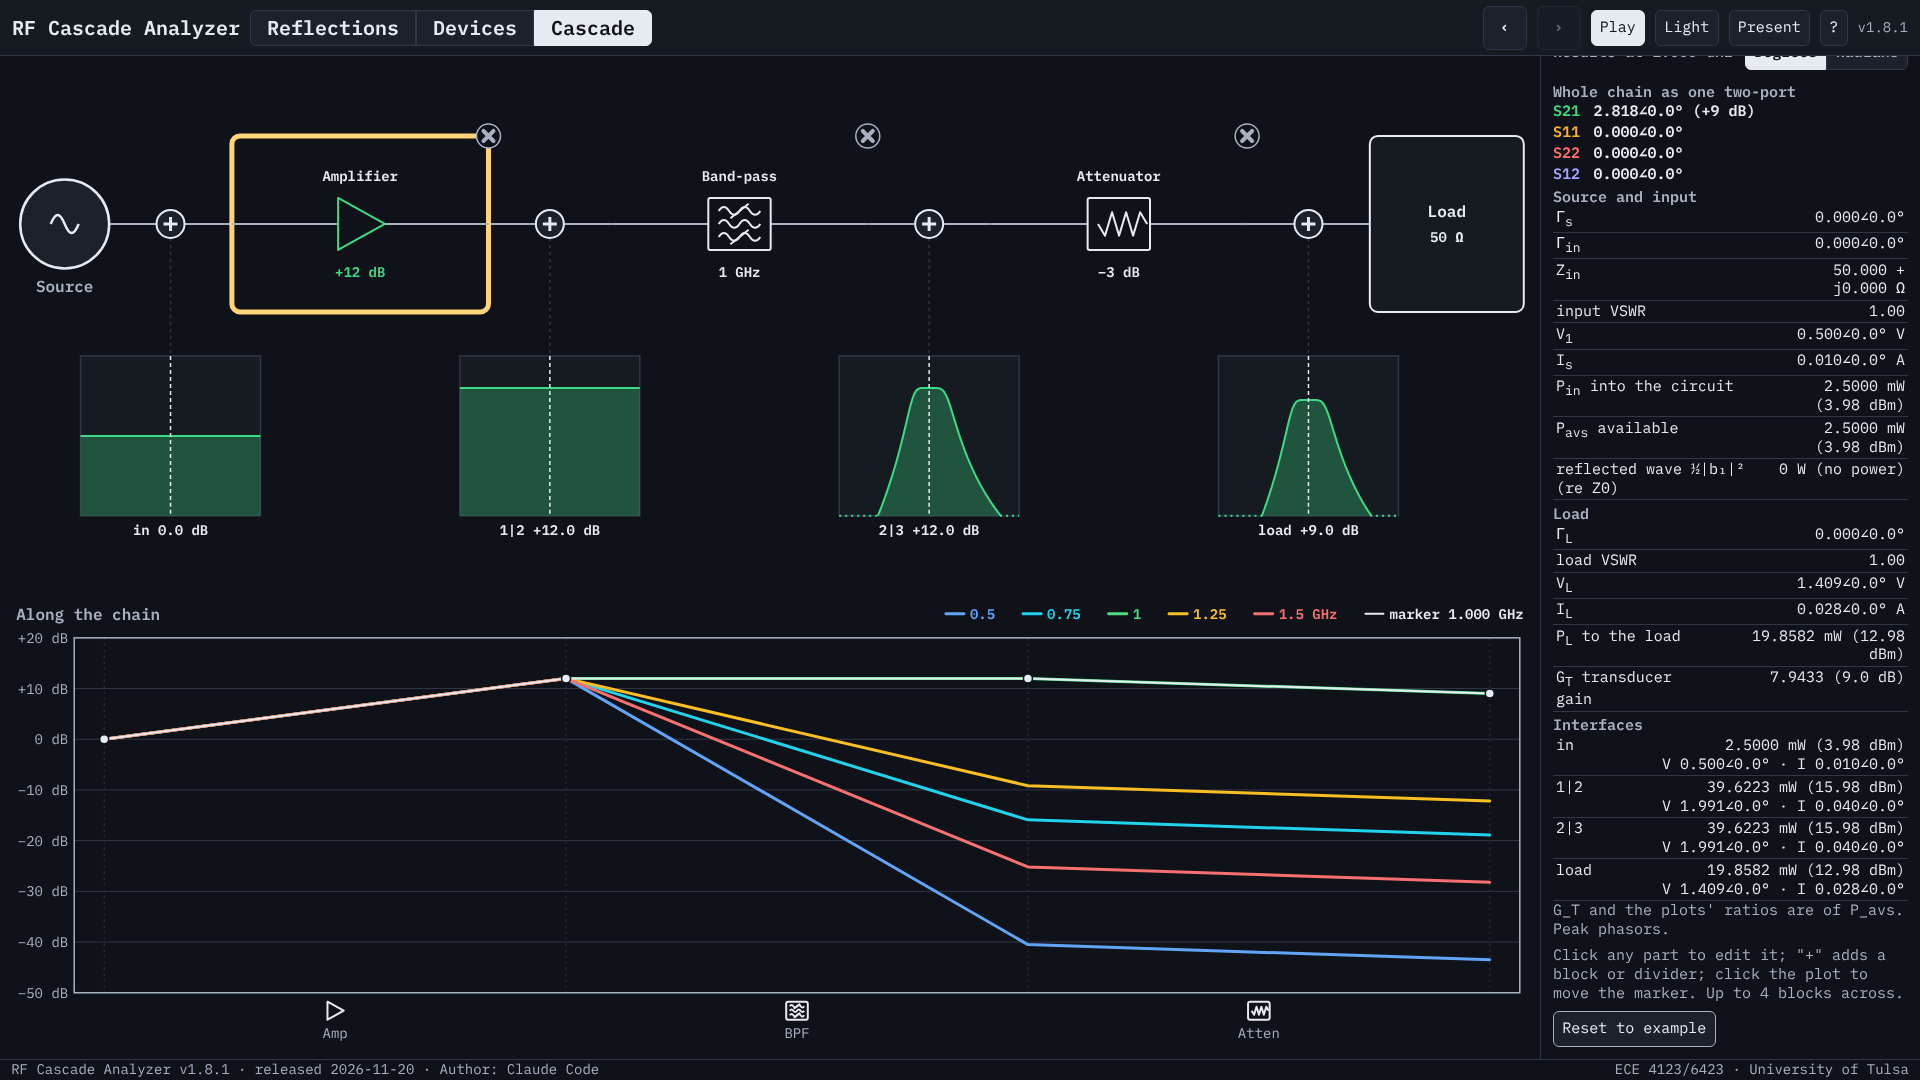 RF Cascade Analyzer
Reflections
Devices
Cascade
‹
›
Play
Light
Present
?
v1.8.1
Amplifier
+12 dB
Band-pass
1 GHz
Attenuator
−3 dB
Load
50 Ω
Source
in 0.0 dB
1|2 +12.0 dB
2|3 +12.0 dB
load +9.0 dB
Along the chain
0.5
0.75
1
1.25
1.5 GHz
marker 1.000 GHz
+20 dB
+10 dB
0 dB
−10 dB
−20 dB
−30 dB
−40 dB
−50 dB
Amp
BPF
Atten
Whole chain as one two-port
S21 2.818∠0.0° (+9 dB)
S11 0.000∠0.0°
S22 0.000∠0.0°
S12 0.000∠0.0°
Source and input
Γs 0.000∠0.0°
Γin 0.000∠0.0°
Zin 50.000 +
j0.000 Ω
input VSWR 1.00
V1 0.500∠0.0° V
Is 0.010∠0.0° A
Pin into the circuit 2.5000 mW
(3.98 dBm)
Pavs available 2.5000 mW
(3.98 dBm)
reflected wave ½|b₁|² 0 W (no power)
(re Z0)
Load
ΓL 0.000∠0.0°
load VSWR 1.00
VL 1.409∠0.0° V
IL 0.028∠0.0° A
PL to the load 19.8582 mW (12.98
dBm)
GT transducer 7.9433 (9.0 dB)
gain
Interfaces
in 2.5000 mW (3.98 dBm)
V 0.500∠0.0° · I 0.010∠0.0°
1|2 39.6223 mW (15.98 dBm)
V 1.991∠0.0° · I 0.040∠0.0°
2|3 39.6223 mW (15.98 dBm)
V 1.991∠0.0° · I 0.040∠0.0°
load 19.8582 mW (12.98 dBm)
V 1.409∠0.0° · I 0.028∠0.0°
G_T and the plots' ratios are of P_avs.
Peak phasors.
Click any part to edit it; "+" adds a
block or divider; click the plot to
move the marker. Up to 4 blocks across.
Reset to example
RF Cascade Analyzer v1.8.1 · released 2026-11-20 · Author: Claude Code
ECE 4123/6423 · University of Tulsa